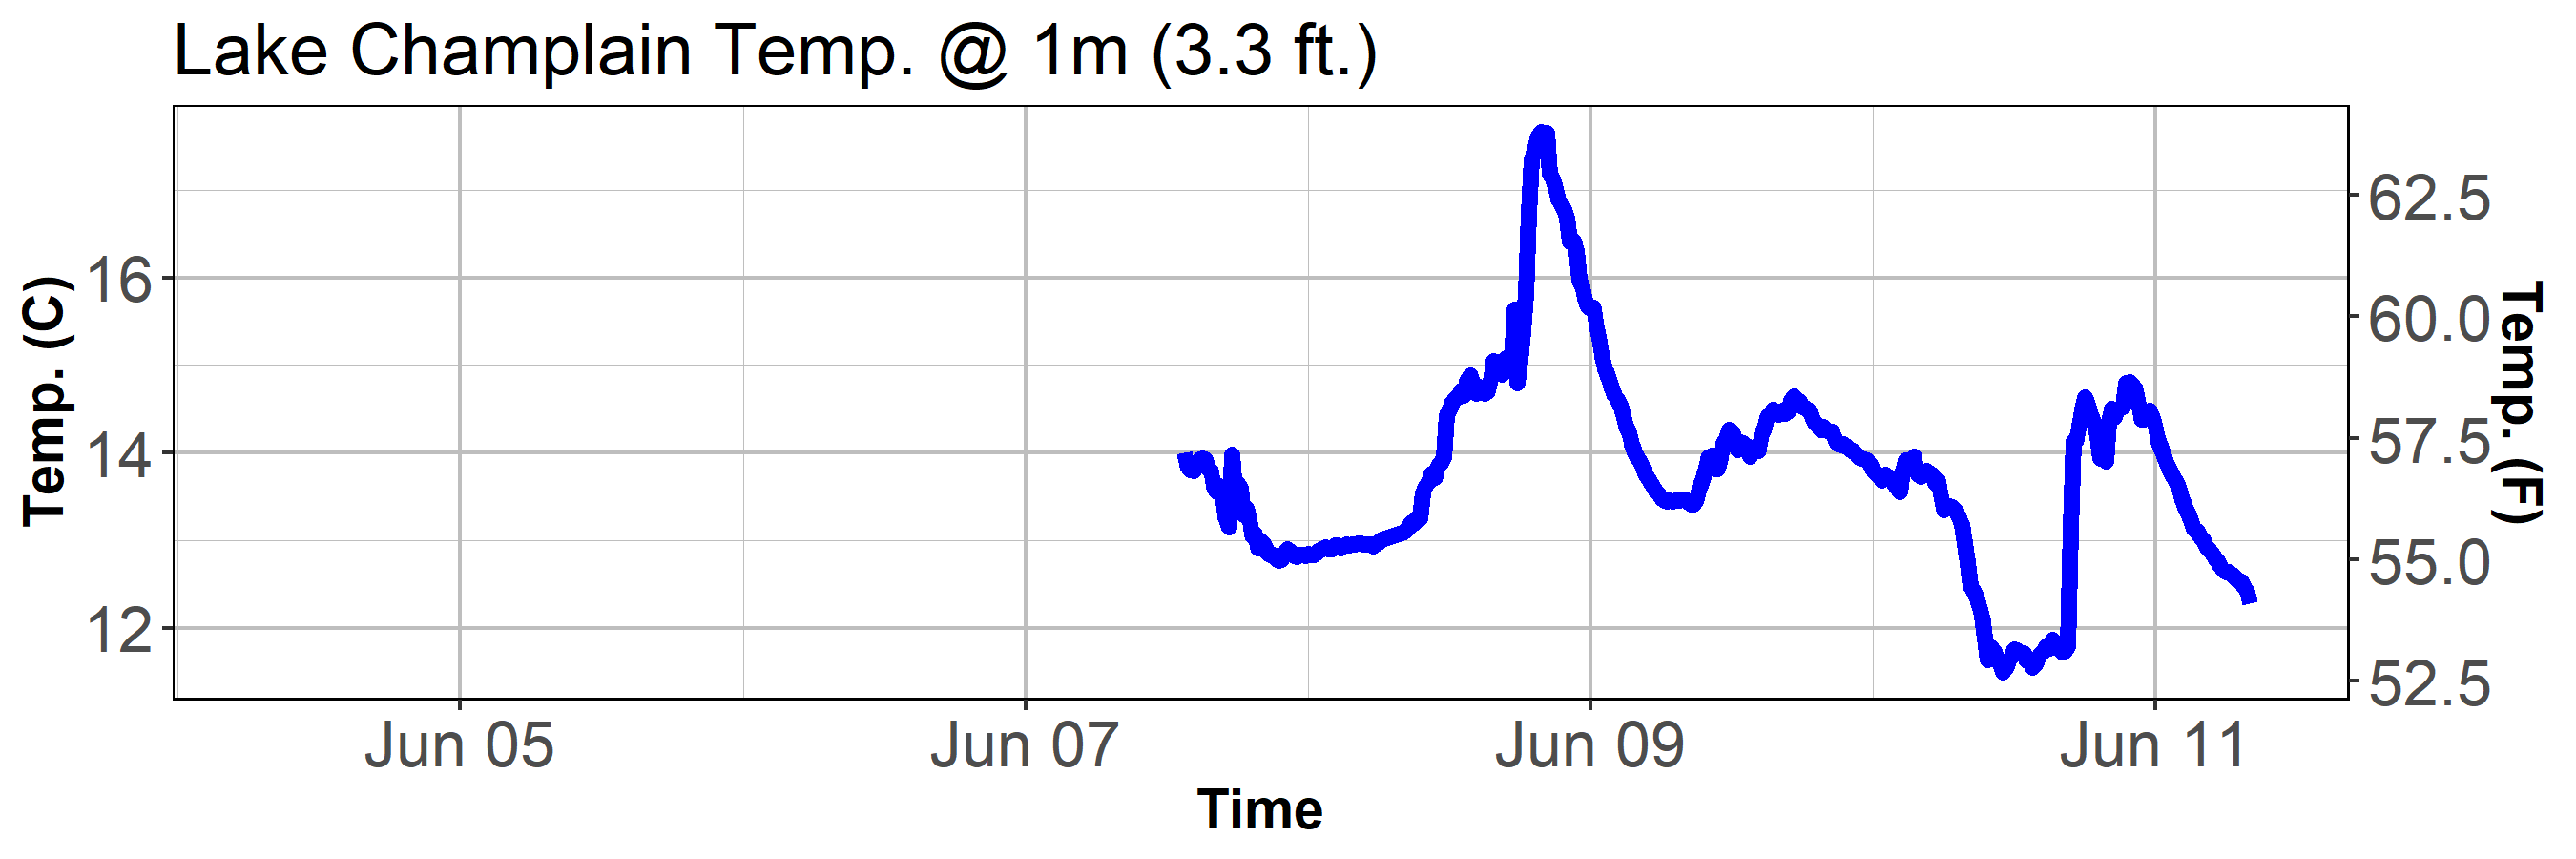 Lake Champlain Temp. @ 1m (3.3 ft.)
Temp. (C)
16
14
12
62.5
60.0
57.5
55.0
52.5
Temp. (F)
Jun 05 Jun 07 Jun 09 Jun 11
Time